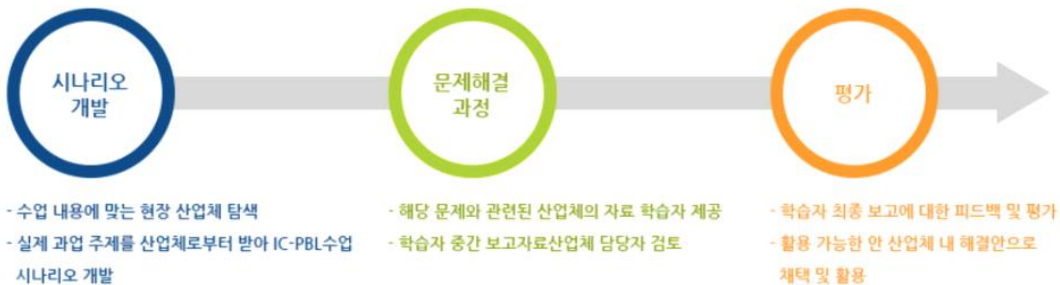 시나리오
개발
문제해결
과정
평가
- 수업 내용에 맞는 현장 산업체 탐색
- 실제 과업 주제를 산업체로부터 받아 IC-PBL수업
시나리오 개발
- 해당 문제와 관련된 산업체의 자료 학습자 제공
- 학습자 중간 보고자료산업체 담당자 검토
- 학습자 최종 보고에 대한 피드백 및 평가
- 활용 가능한 안 산업체 내 해결안으로
채택 및 활용